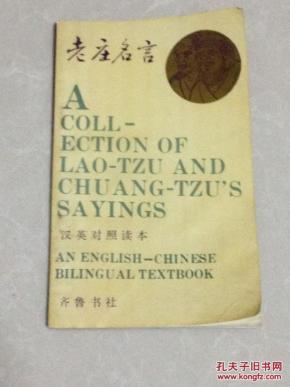 老庄名言
A
COLL-
ECTION OF
LAO-TZU AND
CHUANG-TZU'S
SAYINGS
汉英对照读本
AN ENGLISH-CHINESE
BILINGUAL TEXTBOOK
齐鲁书社
孔夫子旧书网